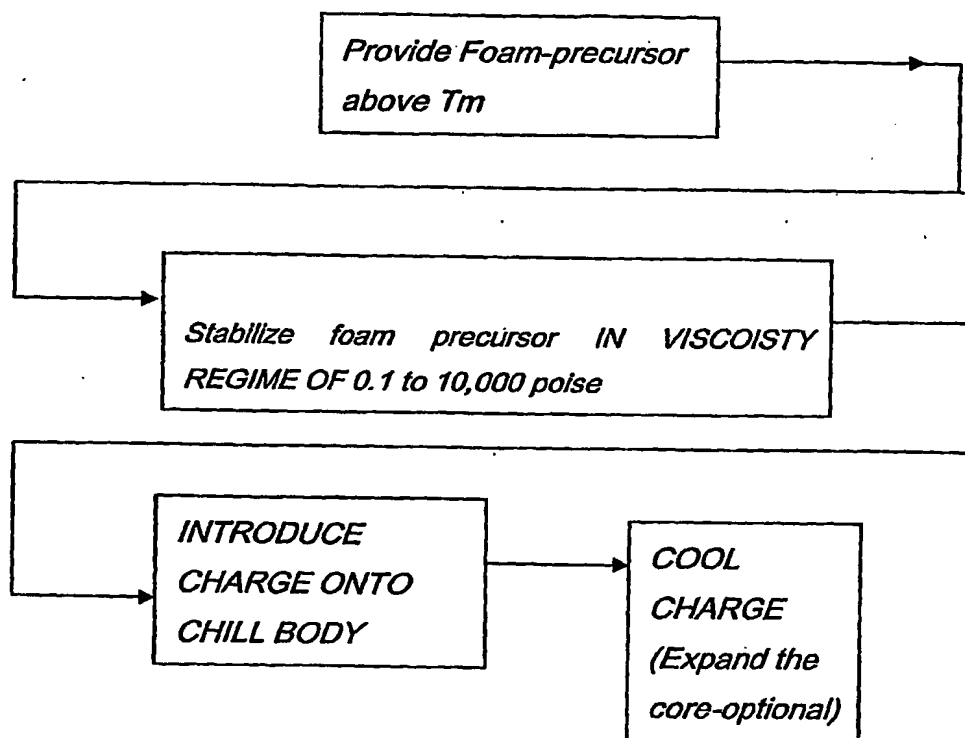 Provide Foam-precursor
above Tm
Stabilize foam precursor IN VISCOISTY
REGIME OF 0.1 to 10,000 poise
INTRODUCE
CHARGE ONTO
CHILL BODY
COOL
CHARGE
(Expand the
core-optional)